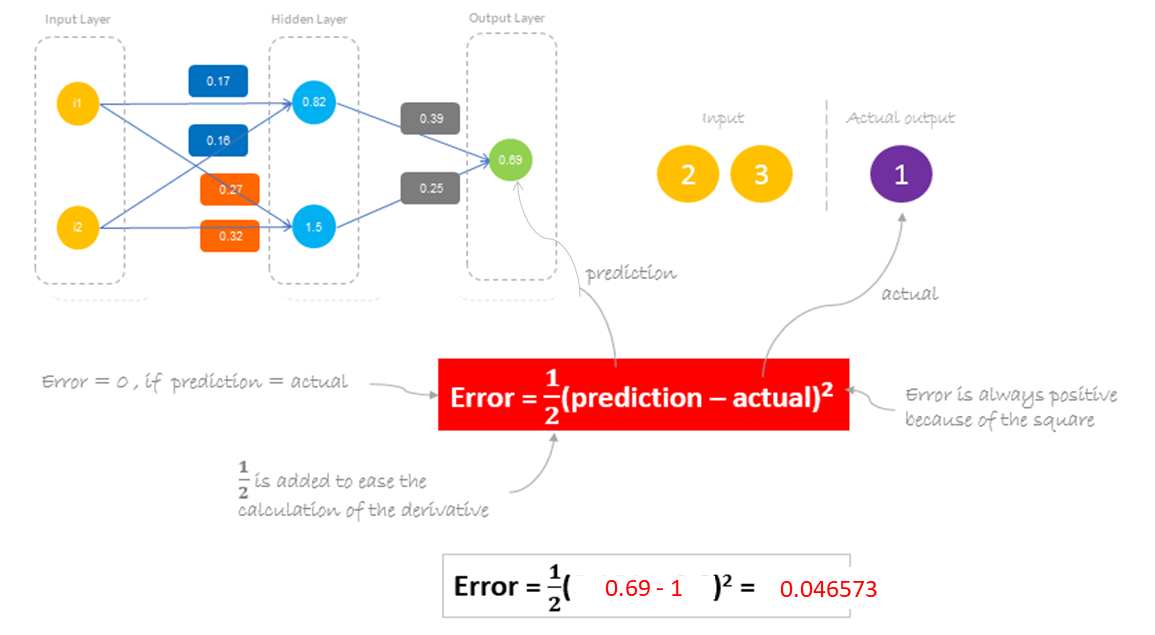 Input Layer
Hidden Layer
Output Layer
0.17
i1
0.82
0.39
0.16
0.69
0.27
0.25
i2
1.5
0.32
Input
Actual output
2
3
1
prediction
actual
Error = 0 , if prediction = actual
Error = 1/2(prediction – actual)²
Error is always positive
because of the square
1/2 is added to ease the
calculation of the derivative
Error = 1/2( 0.69 - 1 )² = 0.046573